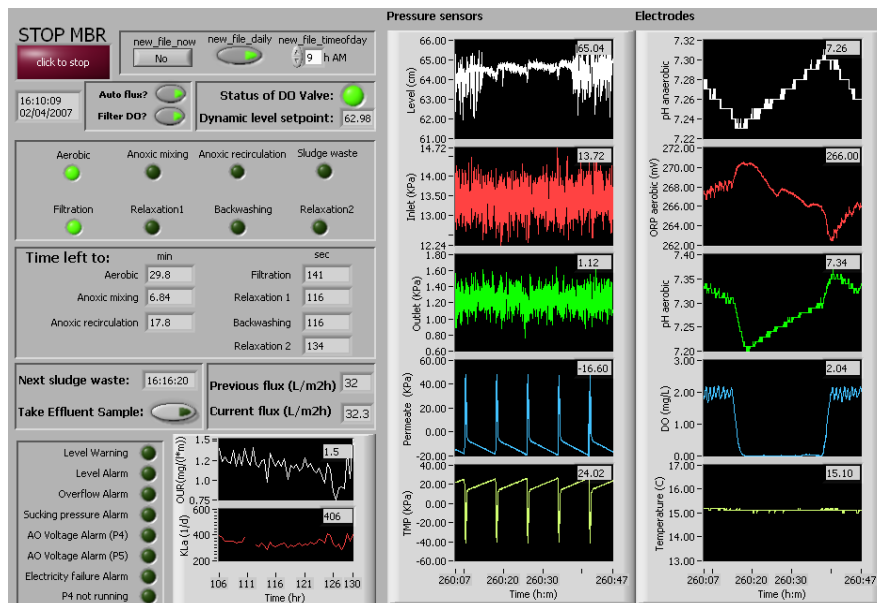 STOP MBR
click to stop
new_file_now
No
new_file_daily
new_file_timeofday
9 h AM
16:10:09
02/04/2007
Auto flux?
Filter DO?
Status of DO Valve:
Dynamic level setpoint: 62.98
Aerobic
Anoxic mixing
Anoxic recirculation
Sludge waste
Filtration
Relaxation1
Backwashing
Relaxation2
Time left to:
min
sec
Aerobic 29.8
Filtration 141
Anoxic mixing 6.84
Relaxation 1 116
Anoxic recirculation 17.8
Backwashing 116
Relaxation 2 134
Next sludge waste: 16:16:20
Take Effluent Sample:
Previous flux (L/m2h) 32
Current flux (L/m2h) 32.3
Level Warning
Level Alarm
Overflow Alarm
Sucking pressure Alarm
AO Voltage Alarm (P4)
AO Voltage Alarm (P5)
Electricity failure Alarm
P4 not running
OUR(mg/(l*m))
1.5
1.2
1.0
0.75
1.5
KLa (1/d)
600
400
200
406
106 111 116 121 126 130
Time (hr)
Pressure sensors
Level (cm)
66.00
65.00
64.00
63.00
62.00
61.00
65.04
Inlet (KPa)
14.72
14.00
13.50
13.00
12.24
13.72
Outlet (KPa)
1.80
1.60
1.40
1.20
1.00
0.80
0.60
1.12
Permeate (KPa)
60.00
40.00
20.00
0.00
-20.00
-16.60
TMP (KPa)
40.00
20.00
0.00
-20.00
-40.00
-60.00
24.02
260:07 260:20 260:30 260:47
Time (h:m)
Electrodes
pH anaerobic
7.32
7.30
7.28
7.26
7.24
7.22
7.26
ORP aerobic (mV)
272.00
270.00
268.00
266.00
264.00
262.00
266.00
pH aerobic
7.40
7.35
7.30
7.25
7.20
7.34
DO (mg/L)
3.00
2.00
1.00
0.00
2.04
Temperature (C)
17.00
16.00
15.00
14.00
13.00
15.10
260:07 260:20 260:30 260:47
Time (h:m)